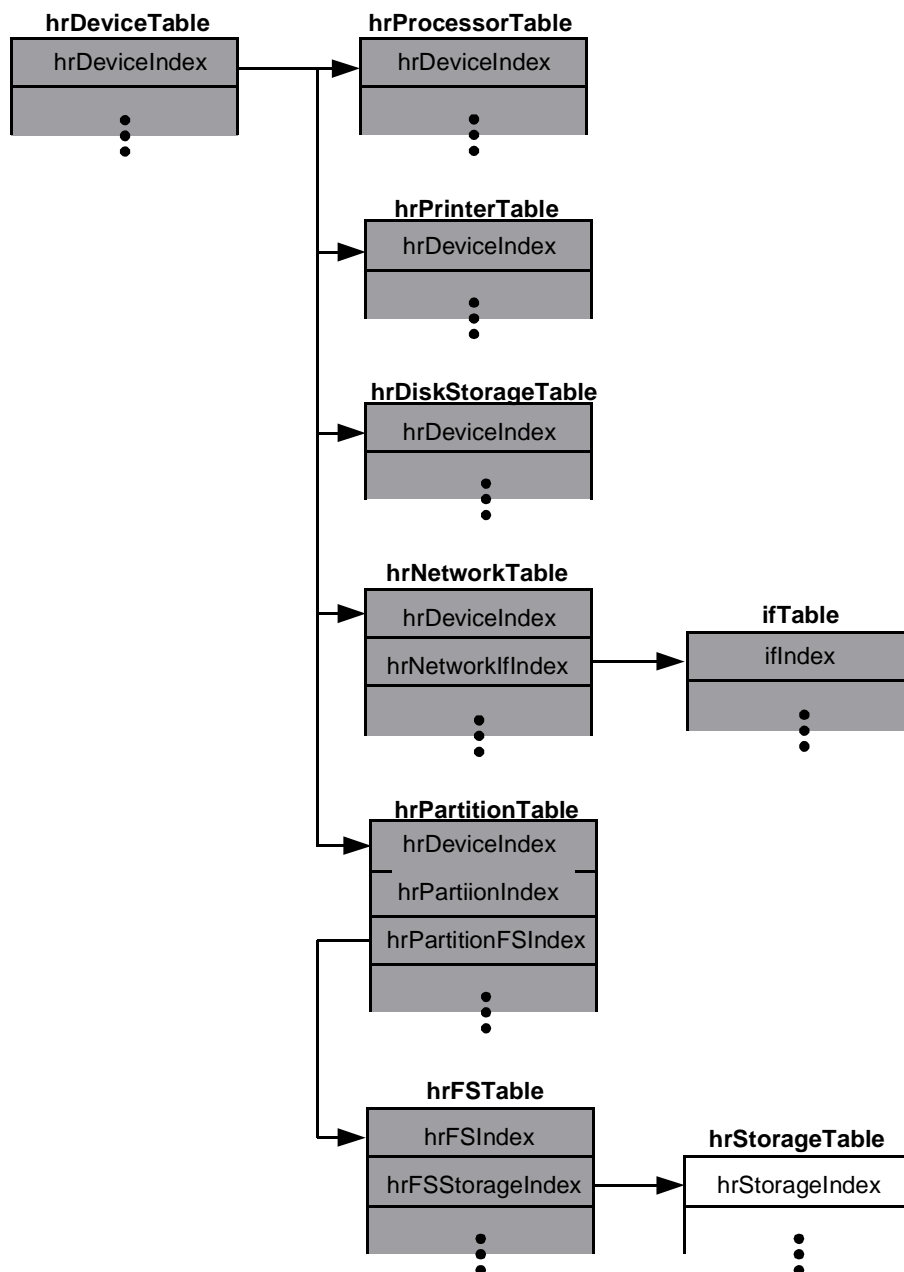 hrDeviceTable
hrDeviceIndex
hrProcessorTable
hrDeviceIndex
hrPrinterTable
hrDeviceIndex
hrDiskStorageTable
hrDeviceIndex
hrNetworkTable
hrDeviceIndex
hrNetworkIfIndex
ifTable
ifIndex
hrPartitionTable
hrDeviceIndex
hrPartiionIndex
hrPartitionFSIndex
hrFSTable
hrFSIndex
hrFSStorageIndex
hrStorageTable
hrStorageIndex